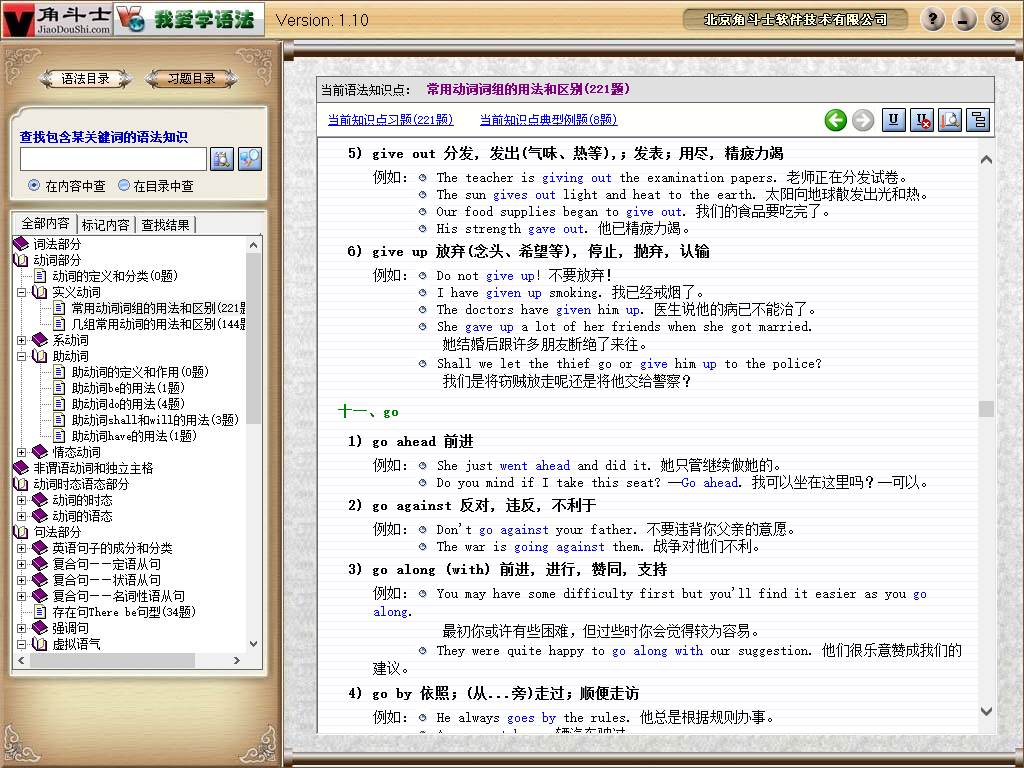 角斗士
JiaoDouShi.com
我爱学语法
Version: 1.10
北京角斗士软件技术有限公司
语法目录
习题目录
查找包含某关键词的语法知识
在内容中查
在目录中查
全部内容
标记内容
查找结果
词法部分
动词部分
动词的定义和分类(0题)
实义动词
常用动词词组的用法和区别(221题
几组常用动词的用法和区别(144题
系动词
助动词
助动词的定义和作用(0题)
助动词be的用法(1题)
助动词do的用法(4题)
助动词shall和will的用法(3题)
助动词have的用法(1题)
情态动词
非谓语动词和独立主格
动词时态语态部分
动词的时态
动词的语态
句法部分
英语句子的成分和分类
复合句——定语从句
复合句——状语从句
复合句——名词性语从句
存在句There be句型(34题)
强调句
虚拟语气
当前语法知识点： 常用动词词组的用法和区别(221题)
当前知识点习题(221题)
当前知识点典型例题(8题)
5) give out 分发，发出(气味、热等)，；发表；用尽，精疲力竭
例如： The teacher is giving out the examination papers. 老师正在分发试卷。
The sun gives out light and heat to the earth. 太阳向地球散发出光和热。
Our food supplies began to give out. 我们的食品要吃完了。
His strength gave out. 他已精疲力竭。
6) give up 放弃(念头、希望等)，停止，抛弃，认输
例如： Do not give up! 不要放弃!
I have given up smoking. 我已经戒烟了。
The doctors have given him up. 医生说他的病已不能治了。
She gave up a lot of her friends when she got married.
她结婚后跟许多朋友断绝了来往。
Shall we let the thief go or give him up to the police?
我们是将窃贼放走呢还是将他交给警察？
十一、go
1) go ahead 前进
例如： She just went ahead and did it. 她只管继续做她的。
Do you mind if I take this seat? —Go ahead. 我可以坐在这里吗？—可以。
2) go against 反对，违反，不利于
例如： Don't go against your father. 不要违背你父亲的意愿。
The war is going against them. 战争对他们不利。
3) go along (with) 前进，进行，赞同，支持
例如： You may have some difficulty first but you'll find it easier as you go
along.
最初你或许有些困难，但过些时你会觉得较为容易。
They were quite happy to go along with our suggestion. 他们很乐意赞成我们的
建议。
4) go by 依照；(从...旁)走过；顺便走访
例如： He always goes by the rules. 他总是根据规则办事。